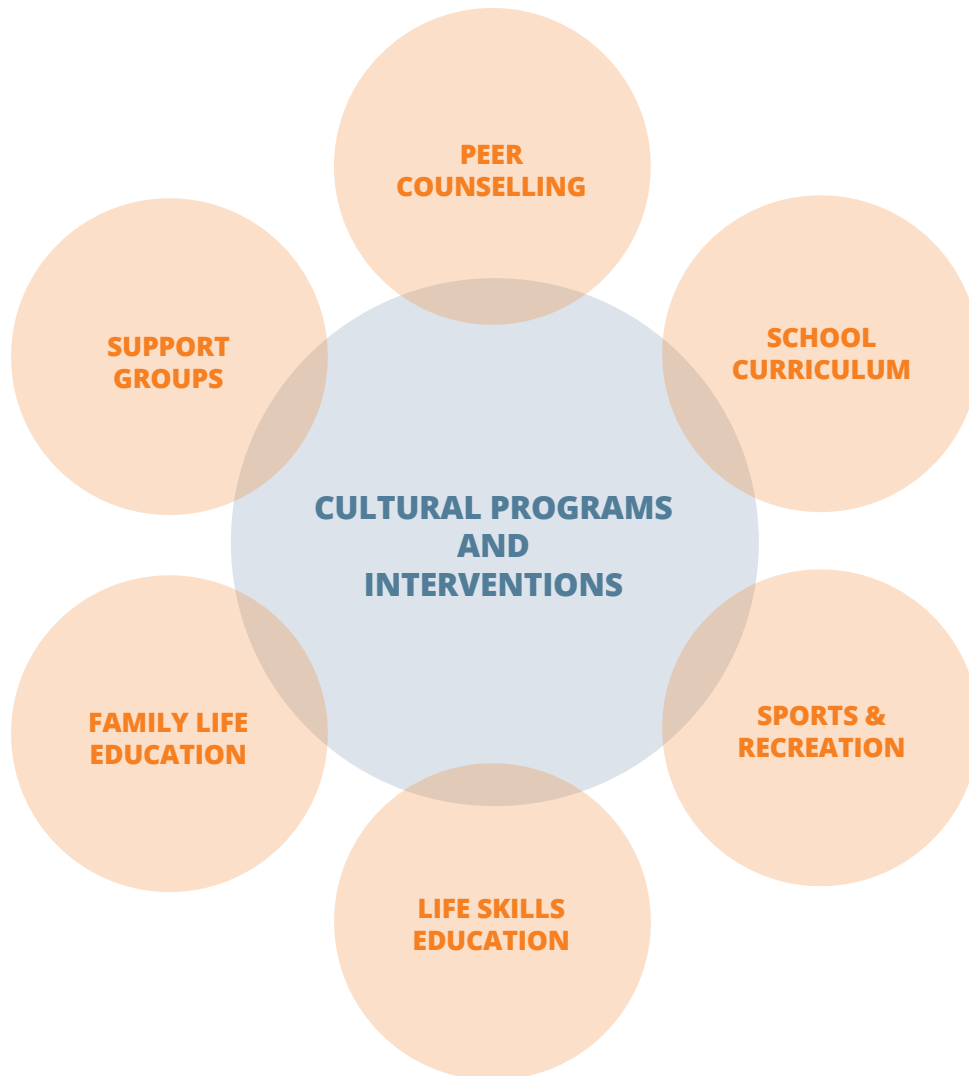 PEER
COUNSELLING
SUPPORT
GROUPS
SCHOOL
CURRICULUM
CULTURAL PROGRAMS
AND
INTERVENTIONS
FAMILY LIFE
EDUCATION
SPORTS &
RECREATION
LIFE SKILLS
EDUCATION